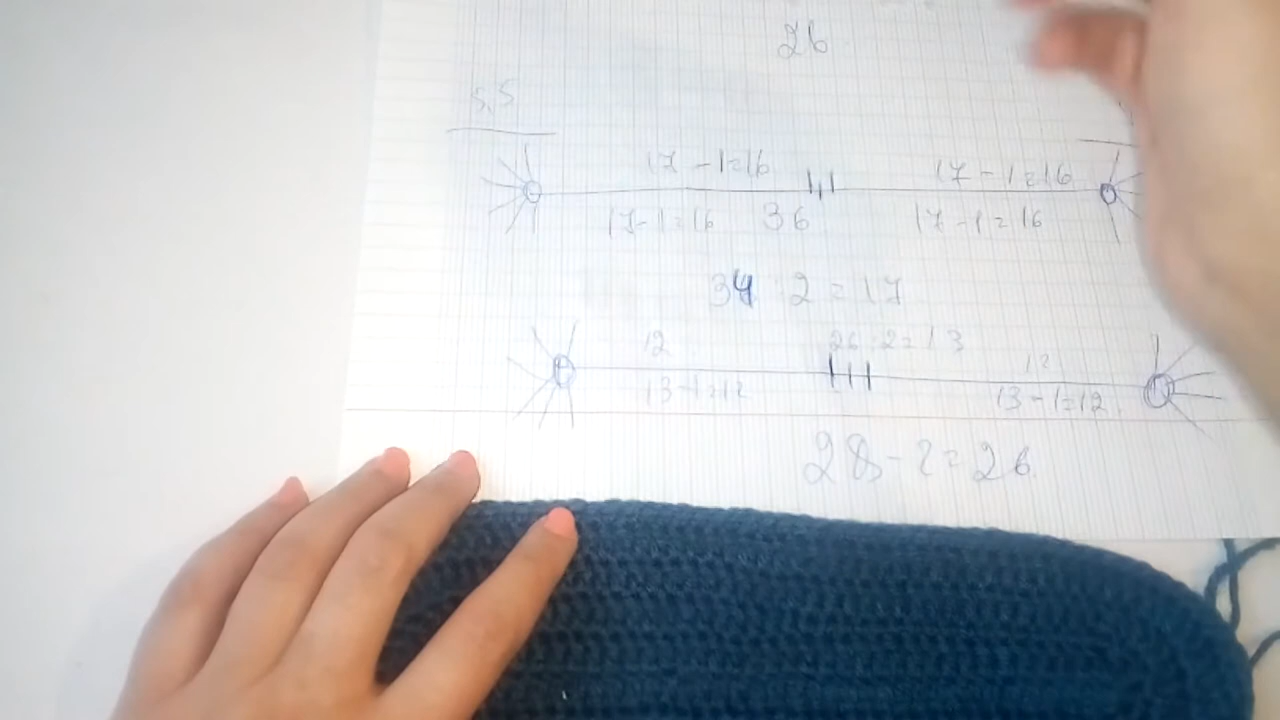 26
5,5
17 - 1 = 16 17 - 1 = 16
17 - 1 = 16 36 17 - 1 = 16
34 : 2 = 17
12 26 : 2 = 13 12
13 - 1 = 12 13 - 1 = 12
28 - 2 = 26